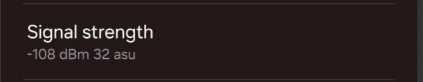 Signal strength
-108 dBm 32 asu